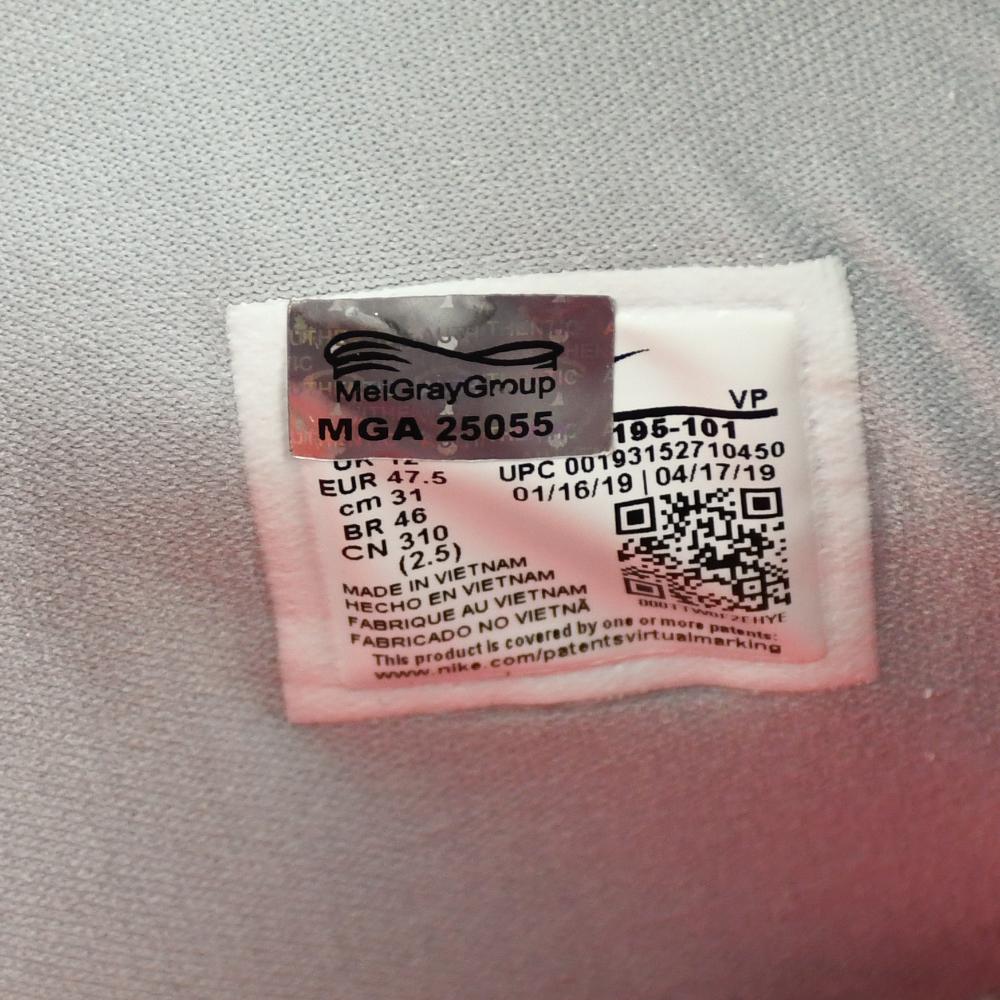 MeiGrayGroup
MGA 25055
VP
195-101
UPC 00193152710450
01/16/19 | 04/17/19
UK 12
EUR 47.5
cm 31
BR 46
CN 310
(2.5)
MADE IN VIETNAM
HECHO EN VIETNAM
FABRIQUE AU VIETNAM
FABRICADO NO VIETNÃ
This product is covered by one or more patents:
www.nike.com/patentsvirtualmarking